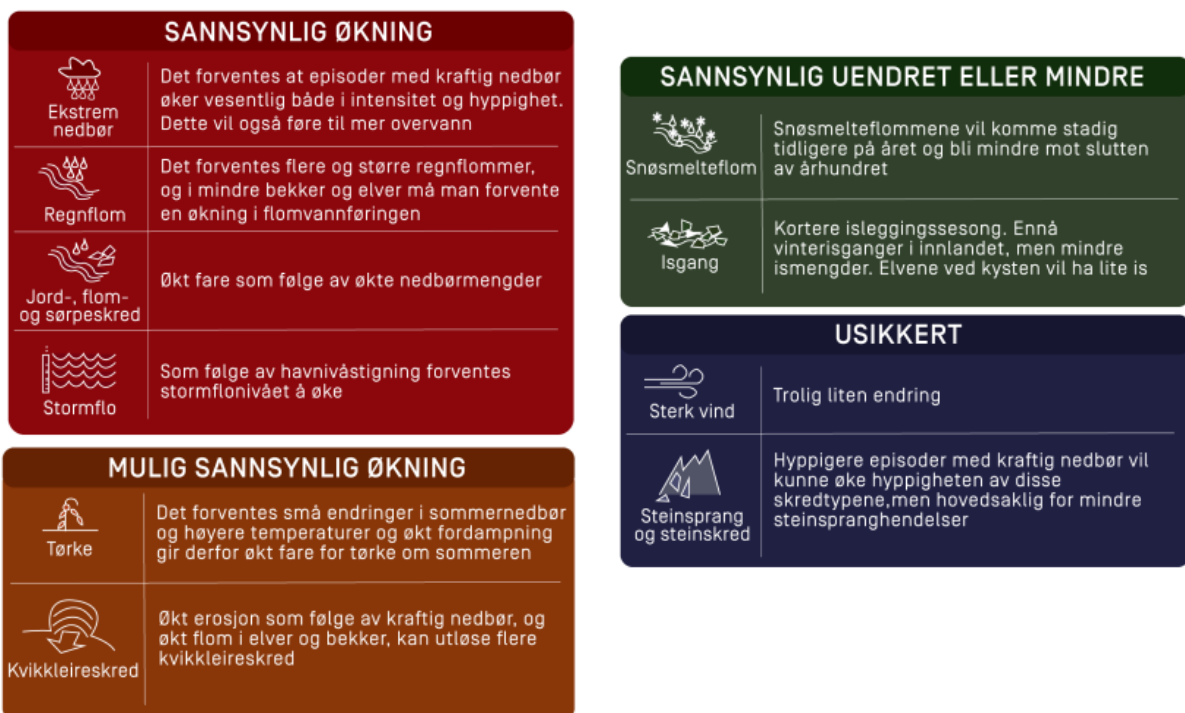 SANNSYNLIG ØKNING
Ekstrem
nedbør
Det forventes at episoder med kraftig nedbør
øker vesentlig både i intensitet og hyppighet.
Dette vil også føre til mer overvann
Regnflom
Det forventes flere og større regnflommer,
og i mindre bekker og elver må man forvente
en økning i flomvannføringen
Jord-, flom-
og sørpeskred
Økt fare som følge av økte nedbørmengder
Stormflo
Som følge av havnivåstigning forventes
stormflonivået å øke
MULIG SANNSYNLIG ØKNING
Tørke
Det forventes små endringer i sommernedbør
og høyere temperaturer og økt fordampning
gir derfor økt fare for tørke om sommeren
Kvikkleireskred
Økt erosjon som følge av kraftig nedbør, og
økt flom i elver og bekker, kan utløse flere
kvikkleireskred
SANNSYNLIG UENDRET ELLER MINDRE
Snøsmelteflom
Snøsmelteflommene vil komme stadig
tidligere på året og bli mindre mot slutten
av århundret
Isgang
Kortere isleggingssesong. Ennå
vinterisganger i innlandet, men mindre
ismengder. Elvene ved kysten vil ha lite is
USIKKERT
Sterk vind
Trolig liten endring
Steinsprang
og steinskred
Hyppigere episoder med kraftig nedbør vil
kunne øke hyppigheten av disse
skredtypene,men hovedsaklig for mindre
steinspranghendelser